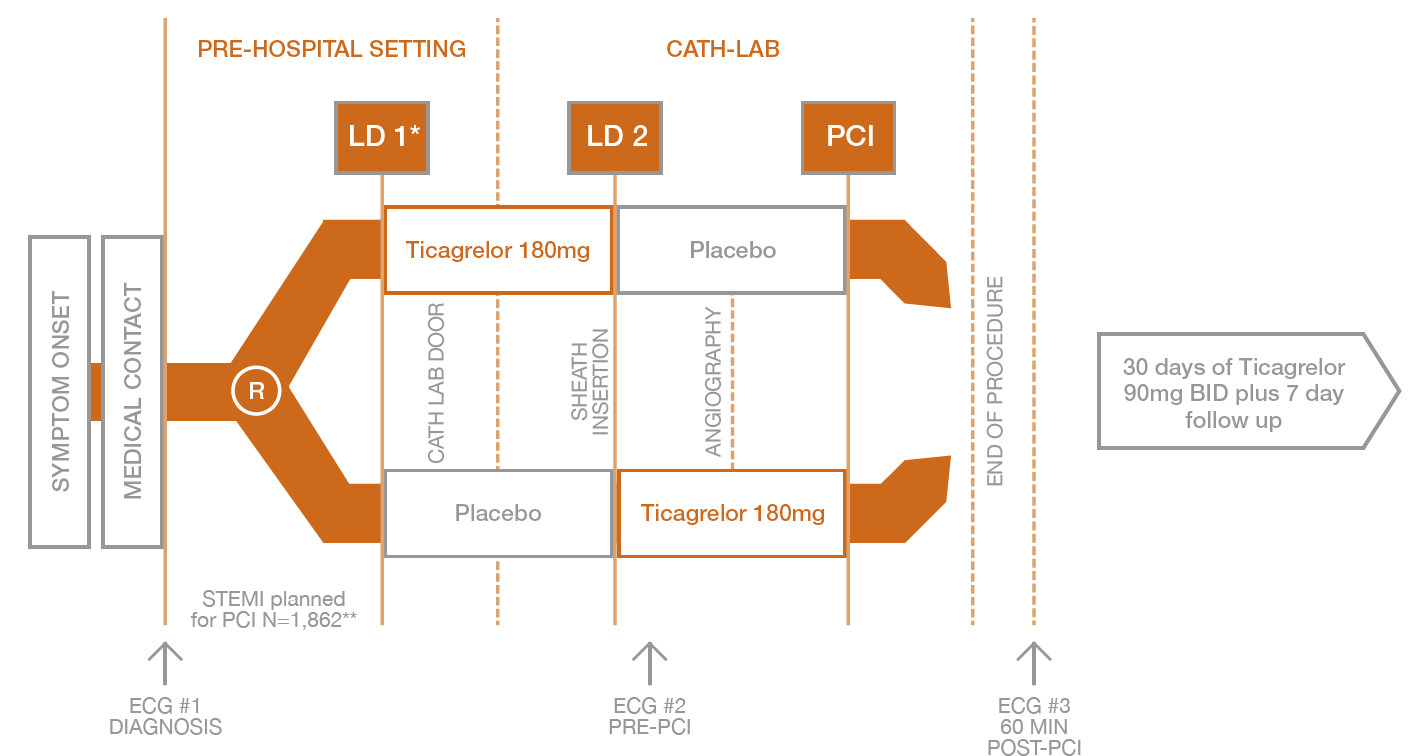 PRE-HOSPITAL SETTING
CATH-LAB
LD 1*
LD 2
PCI
Ticagrelor 180mg
Placebo
SYMPTOM ONSET
MEDICAL CONTACT
R
CATH LAB DOOR
SHEATH
INSERTION
ANGIOGRAPHY
END OF PROCEDURE
30 days of Ticagrelor
90mg BID plus 7 day
follow up
Placebo
Ticagrelor 180mg
STEMI planned
for PCI N=1,862**
ECG #1
DIAGNOSIS
ECG #2
PRE-PCI
ECG #3
60 MIN
POST-PCI